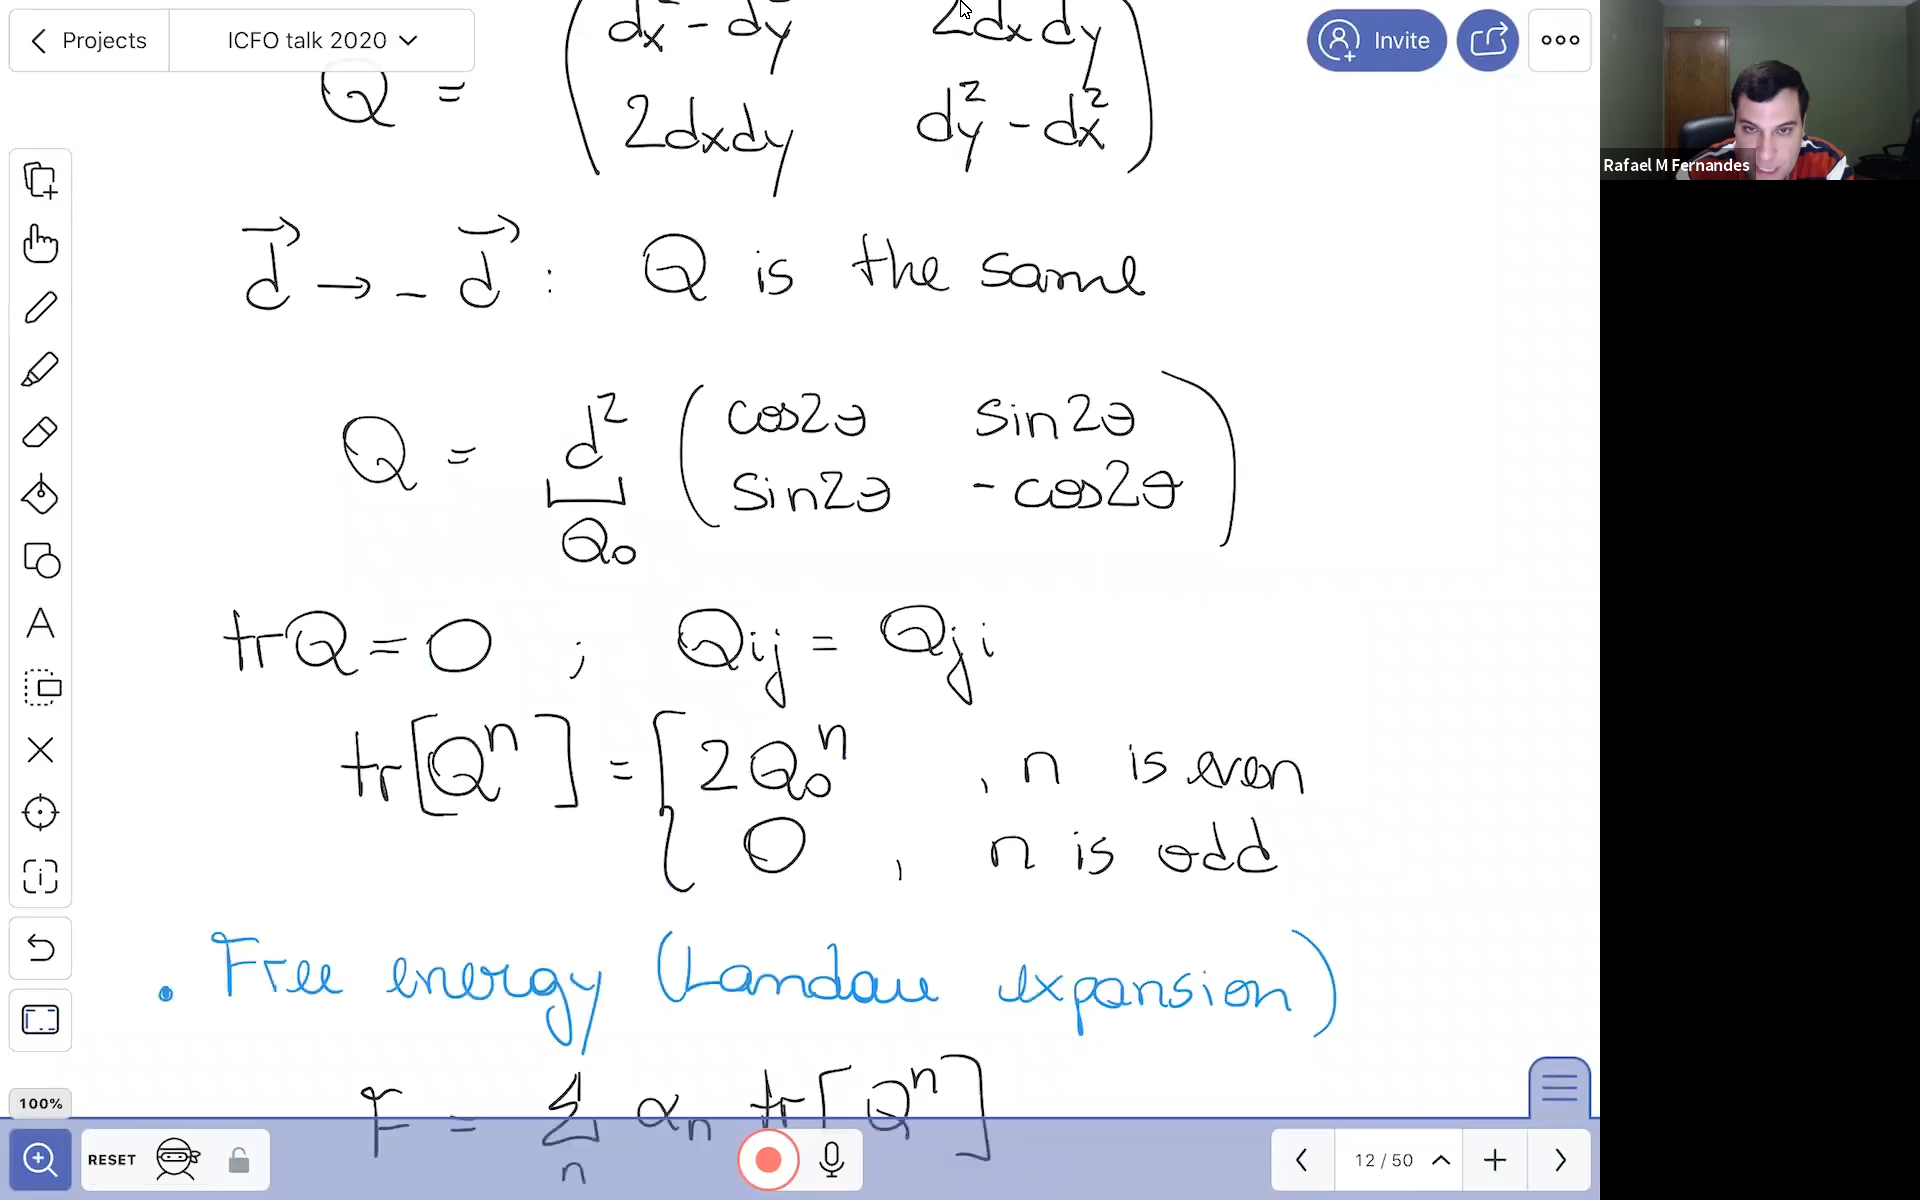 Projects ICFO talk 2020 Invite
Rafael M Fernandes
Q = ( dx² - dy² 2dxdy
2dxdy dy² - dx² )
d⃗ → - d⃗ : Q is the same
Q = d² ( cos2θ sin2θ
sin2θ - cos2θ )
Q₀
trQ = 0 ; Qij = Qji
tr[Qⁿ] = { 2Q₀ⁿ , n is even
0 , n is odd
• Free energy (Landau expansion)
F = Σ αn tr[Qⁿ]
n
100%
RESET
12 / 50